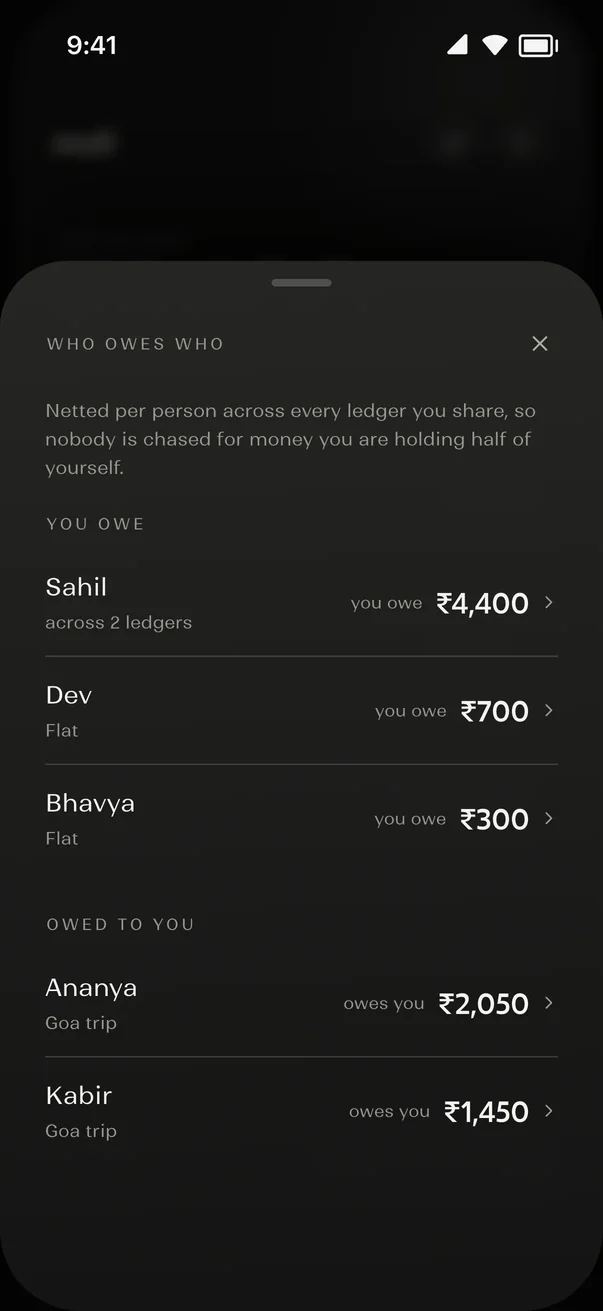 9:41
WHO OWES WHO
Netted per person across every ledger you share, so
nobody is chased for money you are holding half of
yourself.
YOU OWE
Sahil
across 2 ledgers
you owe ₹4,400
Dev
Flat
you owe ₹700
Bhavya
Flat
you owe ₹300
OWED TO YOU
Ananya
Goa trip
owes you ₹2,050
Kabir
Goa trip
owes you ₹1,450